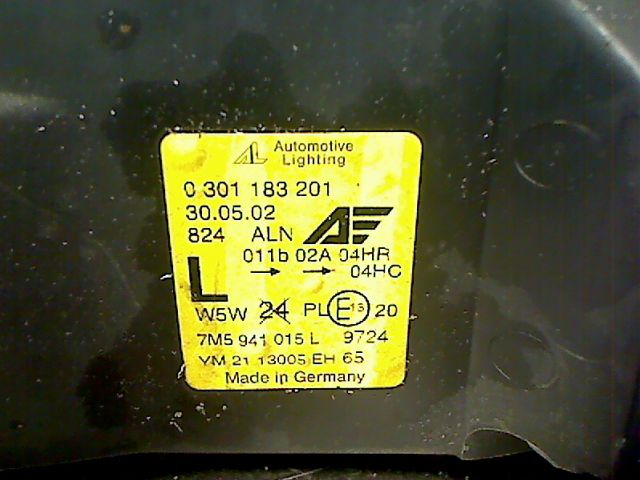 Automotive
Lighting
0 301 183 201
30.05.02
824 ALN
011b 02A 04HR
→ → 04HC
L
W5W 24 PL E13 20
7M5 941 015 L 9724
YM 21 13005 EH 65
Made in Germany